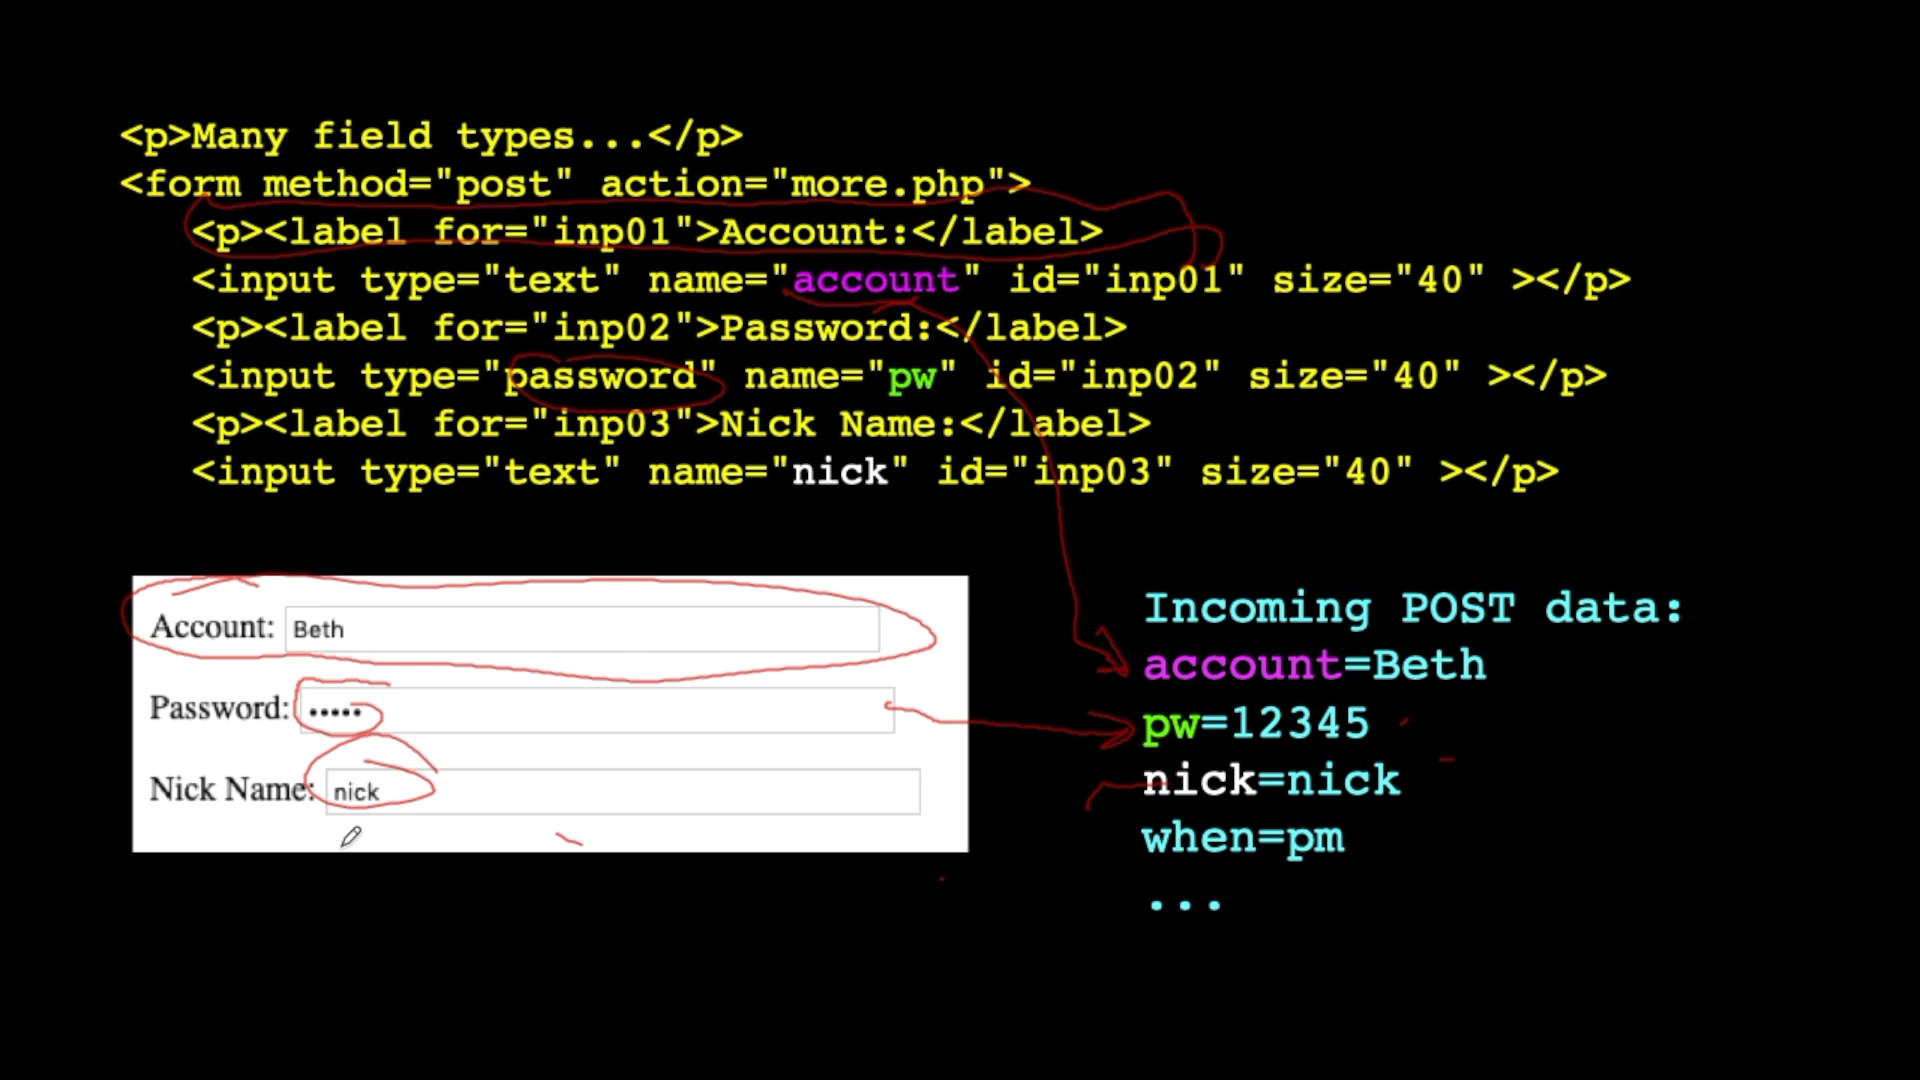 <p>Many field types...</p>
<form method="post" action="more.php">
<p><label for="inp01">Account:</label>
<input type="text" name="account" id="inp01" size="40" ></p>
<p><label for="inp02">Password:</label>
<input type="password" name="pw" id="inp02" size="40" ></p>
<p><label for="inp03">Nick Name:</label>
<input type="text" name="nick" id="inp03" size="40" ></p>
Account: Beth
Password: •••••
Nick Name: nick
Incoming POST data:
account=Beth
pw=12345
nick=nick
when=pm
...